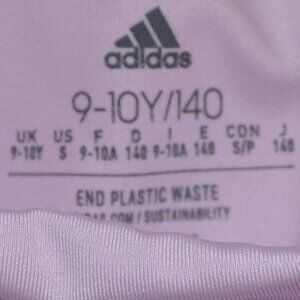 adidas
9-10Y/140
UK US F D I E CDN J
9-10Y S 9-10A 140 9-10A 140 S/P 140
END PLASTIC WASTE
DAS.COM/SUSTAINABILITY